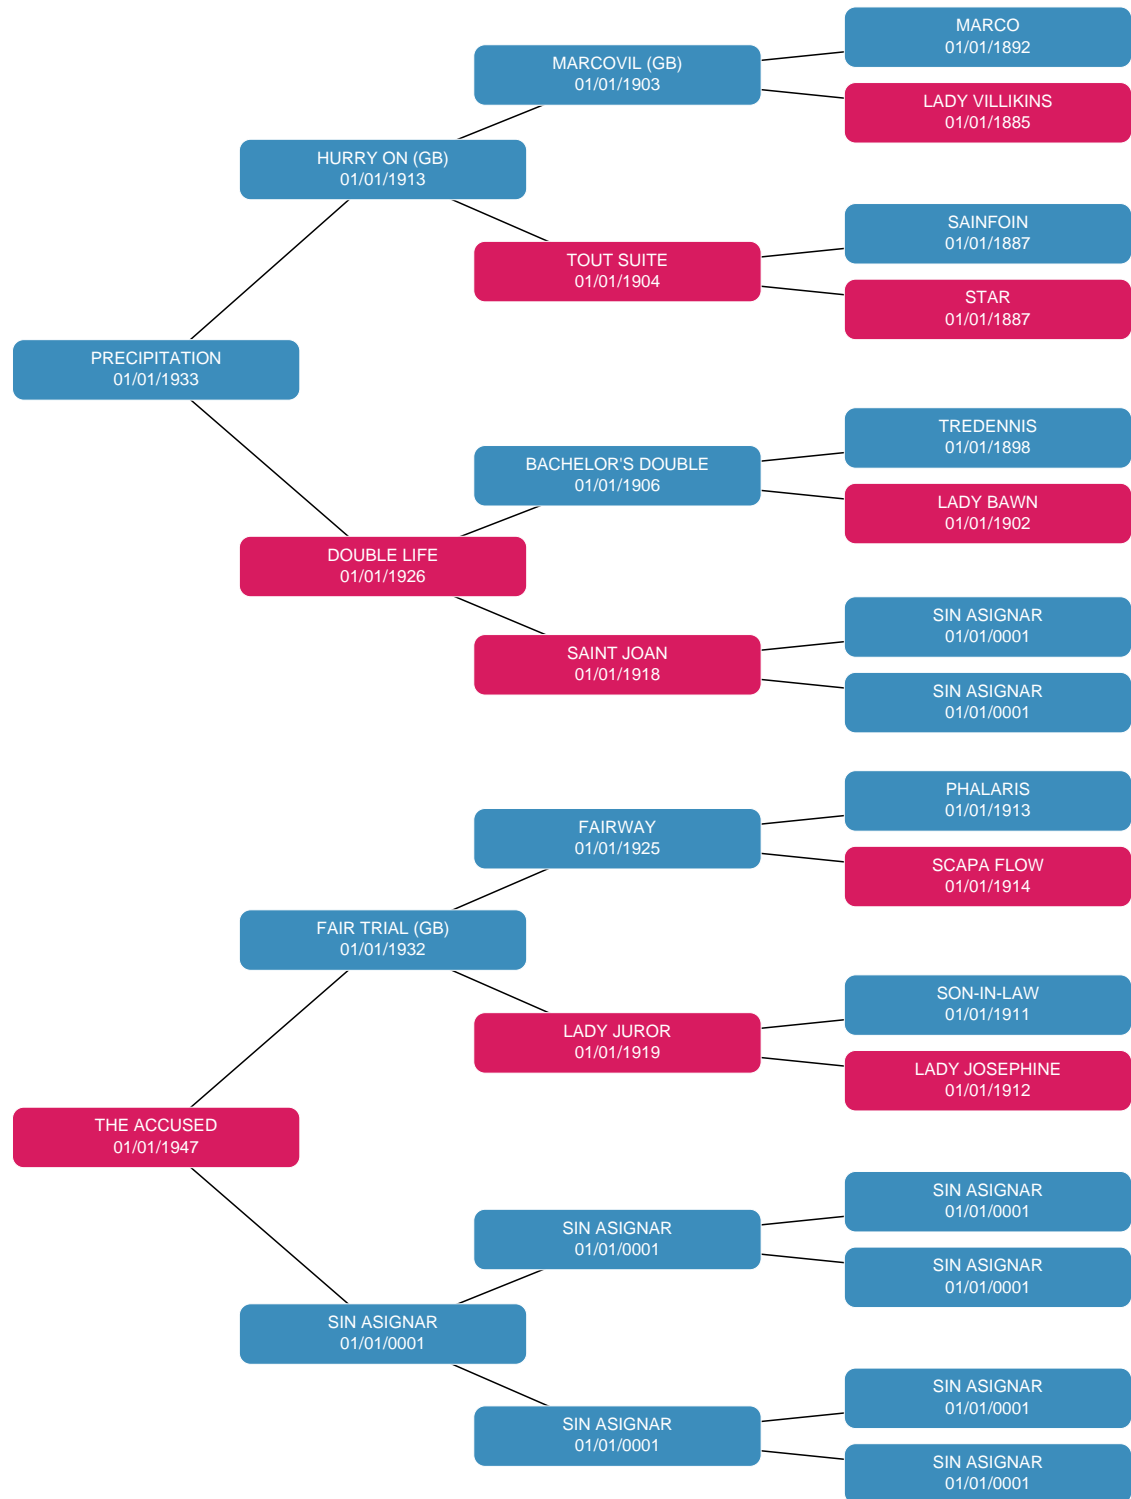 MARCO
01/01/1892
MARCOVIL (GB)
01/01/1903
LADY VILLIKINS
01/01/1885
HURRY ON (GB)
01/01/1913
SAINFOIN
01/01/1887
TOUT SUITE
01/01/1904
STAR
01/01/1887
PRECIPITATION
01/01/1933
TREDENNIS
01/01/1898
BACHELOR'S DOUBLE
01/01/1906
LADY BAWN
01/01/1902
DOUBLE LIFE
01/01/1926
SIN ASIGNAR
01/01/0001
SAINT JOAN
01/01/1918
SIN ASIGNAR
01/01/0001
PHALARIS
01/01/1913
FAIRWAY
01/01/1925
SCAPA FLOW
01/01/1914
FAIR TRIAL (GB)
01/01/1932
SON-IN-LAW
01/01/1911
LADY JUROR
01/01/1919
LADY JOSEPHINE
01/01/1912
THE ACCUSED
01/01/1947
SIN ASIGNAR
01/01/0001
SIN ASIGNAR
01/01/0001
SIN ASIGNAR
01/01/0001
SIN ASIGNAR
01/01/0001
SIN ASIGNAR
01/01/0001
SIN ASIGNAR
01/01/0001
SIN ASIGNAR
01/01/0001